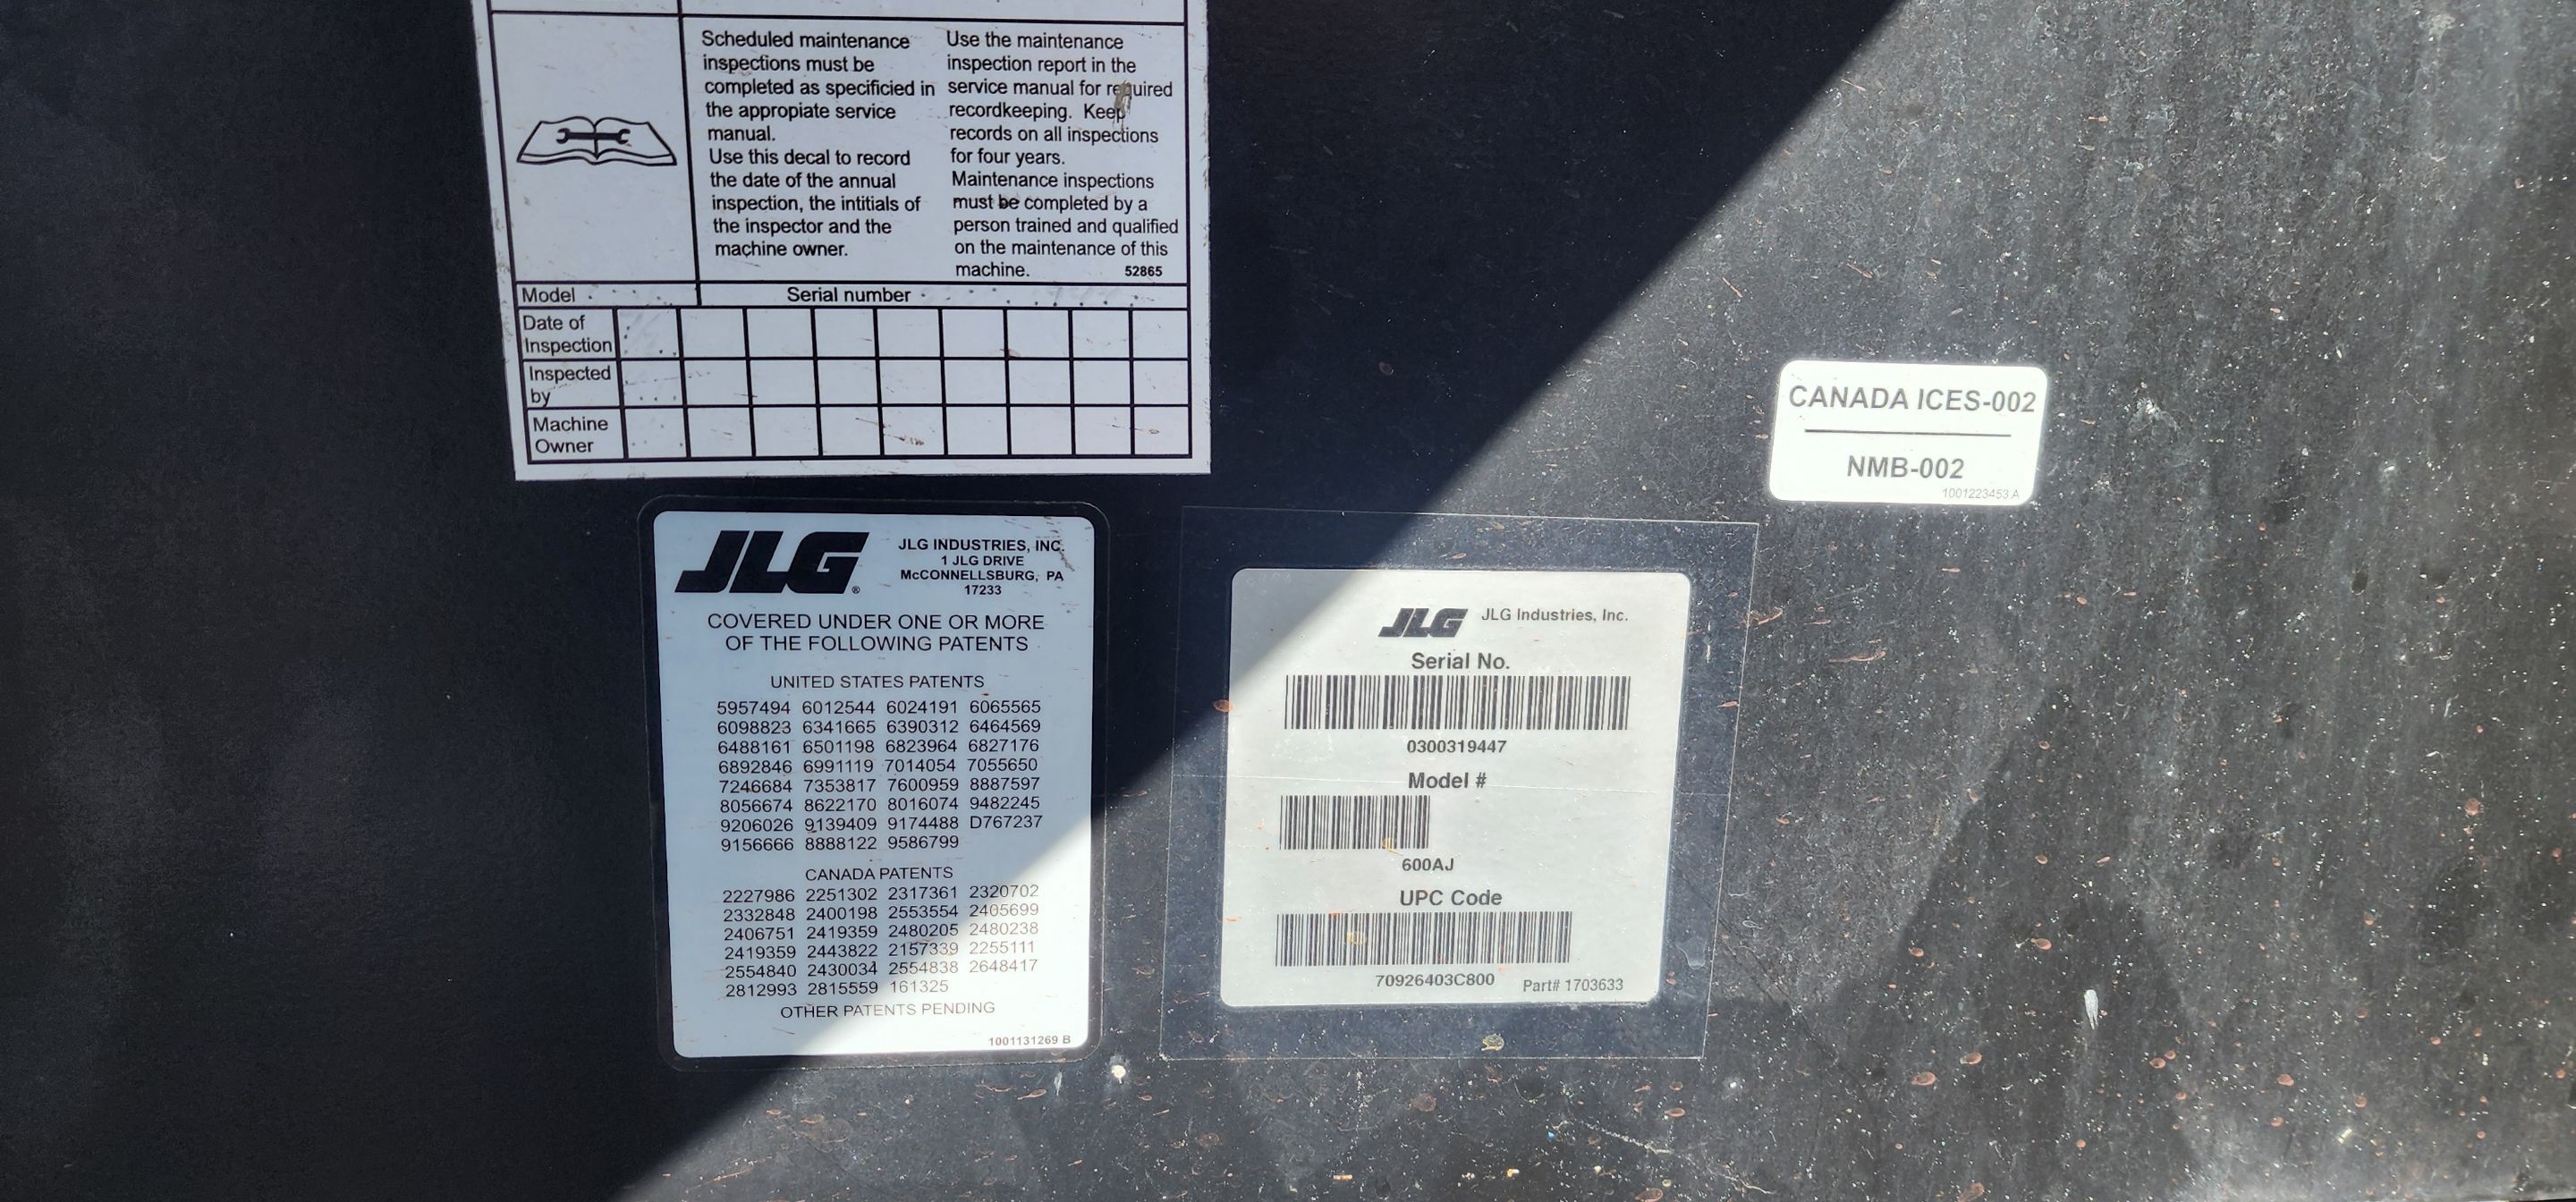 Scheduled maintenance
inspections must be
completed as specificied in
the appropiate service
manual.
Use this decal to record
the date of the annual
inspection, the intitials of
the inspector and the
machine owner.
Use the maintenance
inspection report in the
service manual for required
recordkeeping. Keep
records on all inspections
for four years.
Maintenance inspections
must be completed by a
person trained and qualified
on the maintenance of this
machine. 52865
Model Serial number
Date of
Inspection
Inspected
by
Machine
Owner
JLG®
JLG INDUSTRIES, INC.
1 JLG DRIVE
McCONNELLSBURG, PA
17233
COVERED UNDER ONE OR MORE
OF THE FOLLOWING PATENTS
UNITED STATES PATENTS
5957494 6012544 6024191 6065565
6098823 6341665 6390312 6464569
6488161 6501198 6823964 6827176
6892846 6991119 7014054 7055650
7246684 7353817 7600959 8887597
8056674 8622170 8016074 9482245
9206026 9139409 9174488 D767237
9156666 8888122 9586799
CANADA PATENTS
2227986 2251302 2317361 2320702
2332848 2400198 2553554 2405699
2406751 2419359 2480205 2480238
2419359 2443822 2157339 2255111
2554840 2430034 2554838 2648417
2812993 2815559 161325
OTHER PATENTS PENDING
1001131269 B
JLG JLG Industries, Inc.
Serial No.
0300319447
Model #
600AJ
UPC Code
70926403C800 Part# 1703633
CANADA ICES-002
NMB-002
1001223453 A